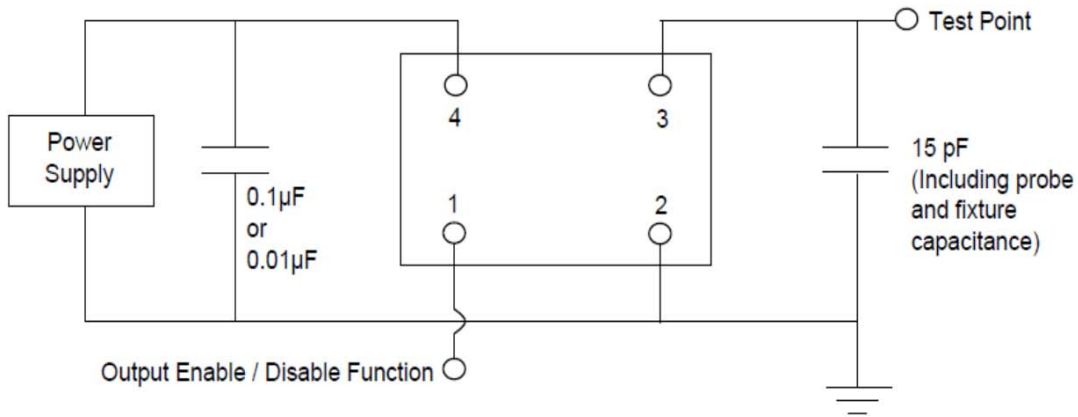 Test Point
4
3
Power
Supply
15 pF
(Including probe
and fixture
capacitance)
0.1µF
or
0.01µF
1
2
Output Enable / Disable Function